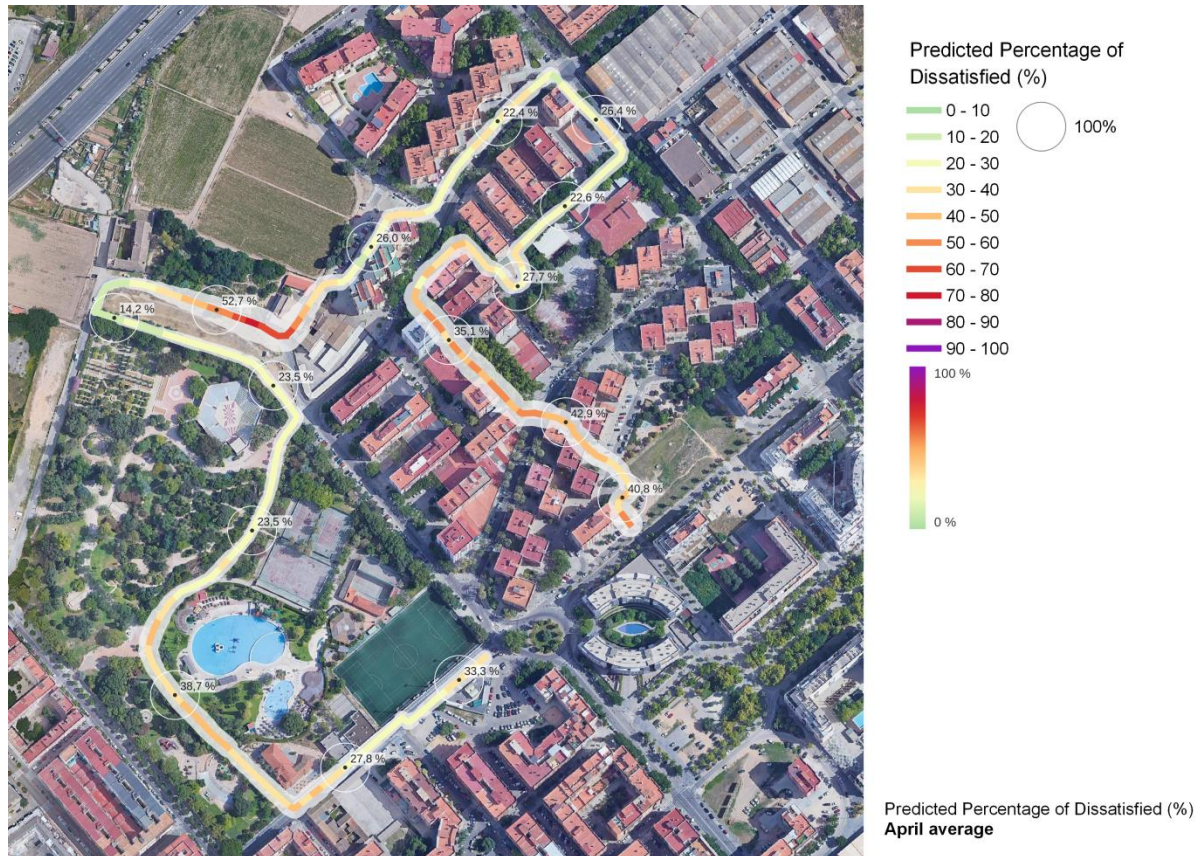 Predicted Percentage of
Dissatisfied (%)
0 - 10
10 - 20
20 - 30
30 - 40
40 - 50
50 - 60
60 - 70
70 - 80
80 - 90
90 - 100
100%
100 %
0 %
22,4 %
26,4 %
22,6 %
26,0 %
27,7 %
52,7 %
14,2 %
35,1 %
23,5 %
42,9 %
40,8 %
23,5 %
38,7 %
33,3 %
27,8 %
Predicted Percentage of Dissatisfied (%)
April average